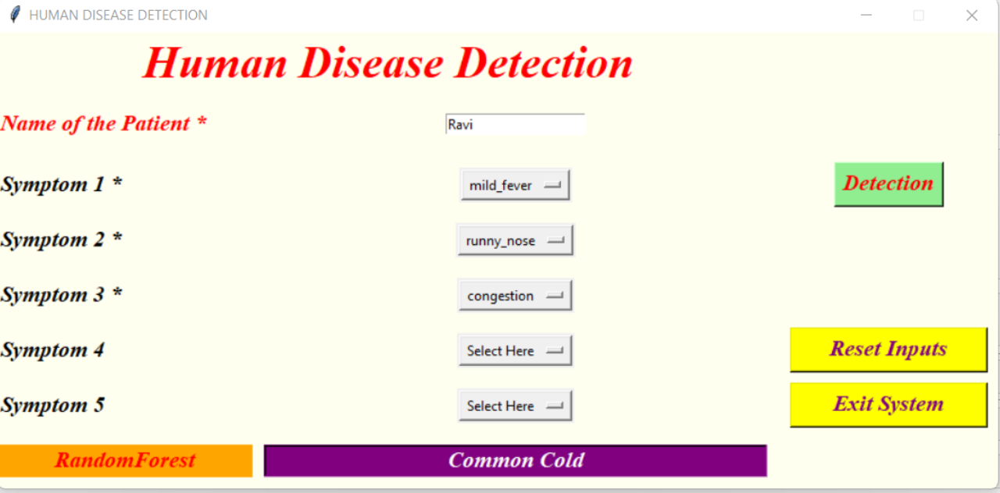 HUMAN DISEASE DETECTION
Human Disease Detection
Name of the Patient * Ravi
Symptom 1 * mild_fever Detection
Symptom 2 * runny_nose
Symptom 3 * congestion
Symptom 4 Select Here Reset Inputs
Symptom 5 Select Here Exit System
RandomForest Common Cold